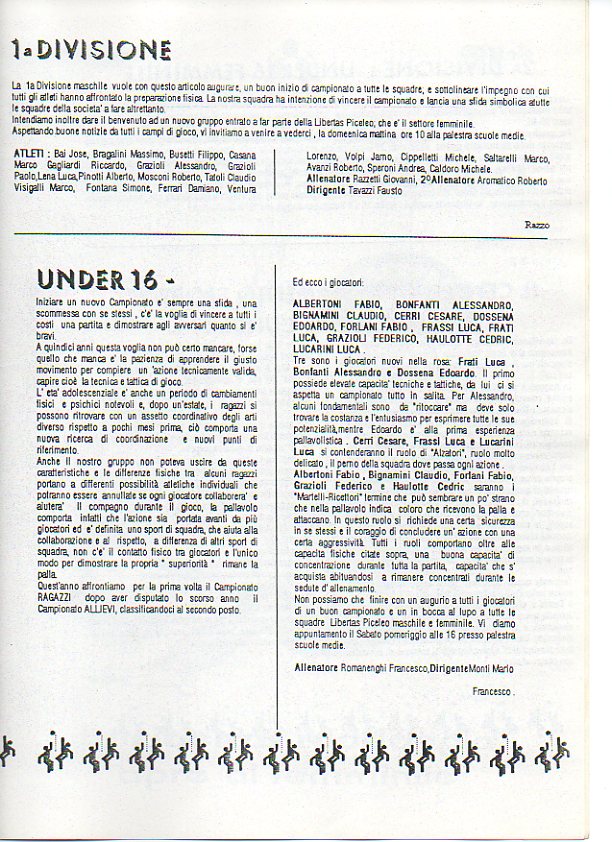 1a DIVISIONE
La 1a Divisione maschile vuole con questo articolo augurare, un buon inizio di campionato a tutte le squadre, e sottolineare l'impegno con cui
tutti gli atleti hanno affrontato la preparazione fisica. La nostra squadra ha intenzione di vincere il campionato e lancia una sfida simbolica atutte
le squadre della societa' a fare altrettanto.
Intendiamo inoltre dare il benvenuto ad un nuovo gruppo entrato a far parte della Libertas Piceleo; che e' il settore femminile.
Aspettando buone notizie da tutti i campi di gioco, vi invitiamo a venire a vederci , la domenica mattina ore 10 alla palestra scuole medie.
ATLETI : Bai Jose, Bragalini Massimo, Busetti Filippo, Casana
Marco Gagliardi Riccardo, Grazioli Alessandro, Grazioli
Paolo,Lena Luca,Pinotti Alberto, Mosconi Roberto, Tatoli Claudio
Visigalli Marco, Fontana Simone, Ferrari Damiano, Ventura
Lorenzo, Volpi Jarno, Cippelletti Michele, Saltarelli Marco,
Avanzi Roberto, Speroni Andrea, Caldoro Michele.
Allenatore Razzetti Giovanni, 2ºAllenatore Aromatico Roberto
Dirigente Tavazzi Fausto
Razzo
UNDER 16 -
Iniziare un nuovo Campionato e' sempre una sfida , una
scommessa con se stessi , c'e' la voglia di vincere a tutti i
costi una partita e dimostrare agli avversari quanto si e'
bravi.
A quindici anni questa voglia non può certo mancare, forse
quello che manca e' la pazienza di apprendere il giusto
movimento per compiere un 'azione tecnicamente valida,
capire cioè la tecnica e tattica di gioco.
L' eta' adolescenziale e' anche un periodo di cambiamenti
fisici e psichici notevoli e, dopo un'estate, i ragazzi si
possono ritrovare con un assetto coordinativo degli arti
diverso rispetto a pochi mesi prima, ciò comporta una
nuova ricerca di coordinazione e nuovi punti di
riferimento.
Anche il nostro gruppo non poteva uscire da queste
caratteristiche e le differenze fisiche tra alcuni ragazzi
portano a differenti possibilità atletiche individuali che
potranno essere annullate se ogni giocatore collaborera' e
aiutera' il compagno durante il gioco, la pallavolo
comporta infatti che l'azione sia portata avanti da più
giocatori ed e' definita uno sport di squadra, che aiuta alla
collaborazione e al rispetto, a differenza di altri sport di
squadra, non c'e' il contatto fisico tra giocatori e l'unico
modo per dimostrare la propria " superiorità " rimane la
palla.
Quest'anno affrontiamo per la prima volta il Campionato
RAGAZZI dopo aver disputato lo scorso anno il
Campionato ALLIEVI, classificandoci al secondo posto.
Ed ecco i giocatori:
ALBERTONI FABIO, BONFANTI ALESSANDRO,
BIGNAMINI CLAUDIO, CERRI CESARE, DOSSENA
EDOARDO, FORLANI FABIO , FRASSI LUCA, FRATI
LUCA, GRAZIOLI FEDERICO, HAULOTTE CEDRIC,
LUCARINI LUCA .
Tre sono i giocatori nuovi nella rosa: Frati Luca ,
Bonfanti Alessandro e Dossena Edoardo. Il primo
possiede elevate capacita' tecniche e tattiche, da lui ci si
aspetta un campionato tutto in salita. Per Alessandro,
alcuni fondamentali sono da "ritoccare" ma deve solo
trovare la costanza e l'entusiasmo per esprimere tutte le sue
potenzialità,mentre Edoardo e' alla prima esperienza
pallavolistica . Cerri Cesare, Frassi Luca e Lucarini
Luca si contenderanno il ruolo di "Alzatori", ruolo molto
delicato , il perno della squadra dove passa ogni azione .
Albertoni Fabio , Bignamini Claudio, Forlani Fabio,
Grazioli Federico e Haulotte Cedric saranno i
"Martelli-Ricettori" termine che può sembrare un po' strano
che nella pallavolo indica coloro che ricevono la palla e
attaccano. In questo ruolo si richiede una certa sicurezza
in se stessi e il coraggio di concludere un' azione con una
certa aggressività. Tutti i ruoli comportano oltre alle
capacita fisiche citate sopra, una buona capacita' di
concentrazione durante tutta la partita, capacita' che s'
acquista abituandosi a rimanere concentrati durante le
sedute d'allenamento.
Non possiamo che finire con un augurio a tutti i giocatori
di un buon campionato e un in bocca al lupo a tutte le
squadre Libertas Piceleo maschile e femminile. Vi diamo
appuntamento il Sabato pomeriggio alle 16 presso palestra
scuole medie.
Allenatore Romanenghi Francesco,DirigenteMonti Mario
Francesco .